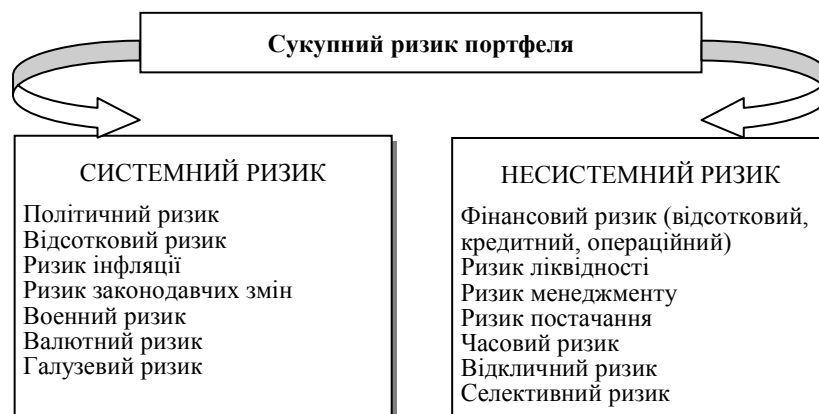 Сукупний ризик портфеля
СИСТЕМНИЙ РИЗИК
Політичний ризик
Відсотковий ризик
Ризик інфляції
Ризик законодавчих змін
Военний ризик
Валютний ризик
Галузевий ризик
НЕСИСТЕМНИЙ РИЗИК
Фінансовий ризик (відсотковий,
кредитний, операційний)
Ризик ліквідності
Ризик менеджменту
Ризик постачання
Часовий ризик
Відкличний ризик
Селективний ризик